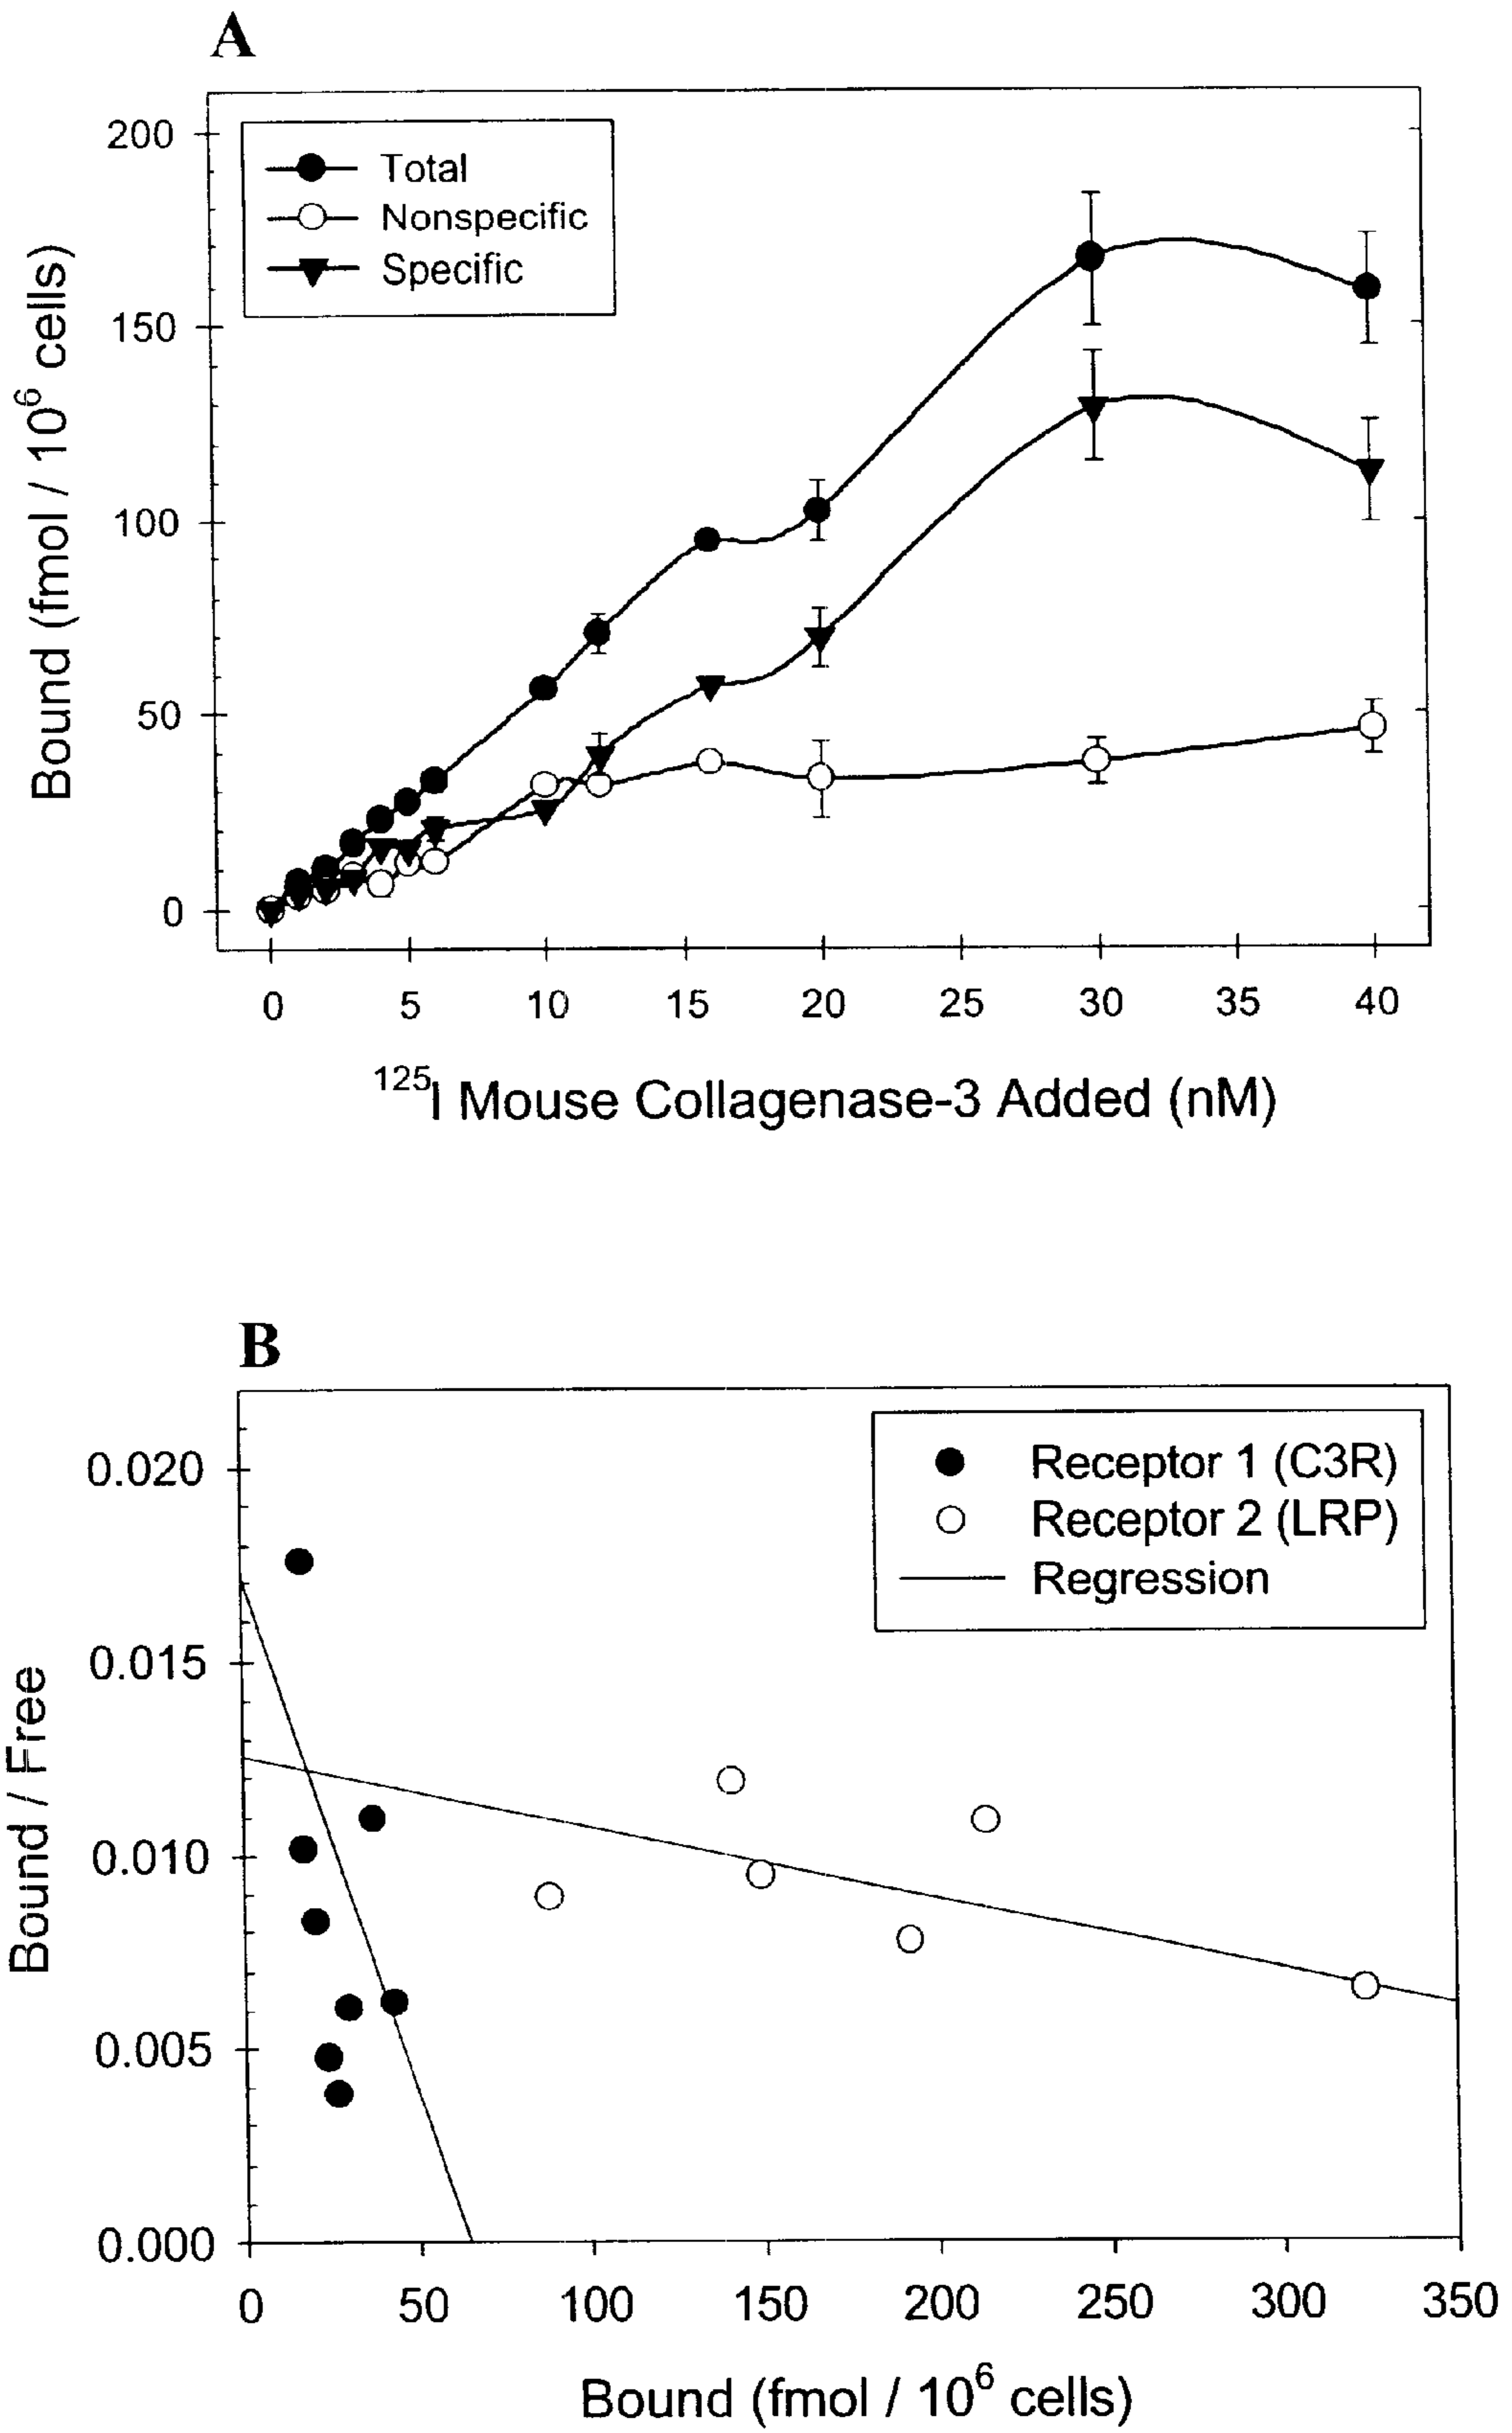 A
200
150
100
50
0
Total
Nonspecific
Specific
Bound (fmol / 10⁶ cells)
0 5 10 15 20 25 30 35 40
¹²⁵I Mouse Collagenase-3 Added (nM)
B
0.020
0.015
0.010
0.005
0.000
Receptor 1 (C3R)
Receptor 2 (LRP)
Regression
Bound / Free
0 50 100 150 200 250 300 350
Bound (fmol / 10⁶ cells)